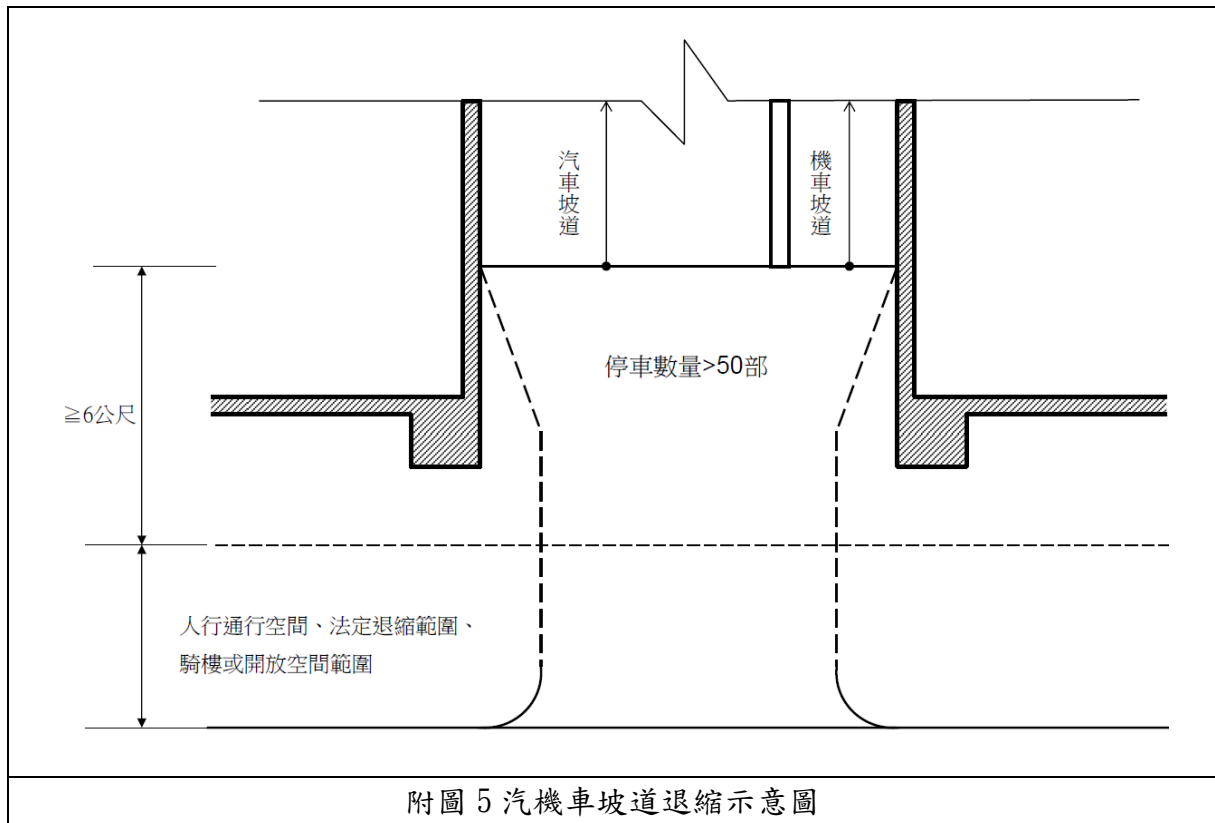 汽車坡道
機車坡道
停車數量>50部
≧6公尺
人行通行空間、法定退縮範圍、
騎樓或開放空間範圍
附圖 5 汽機車坡道退縮示意圖